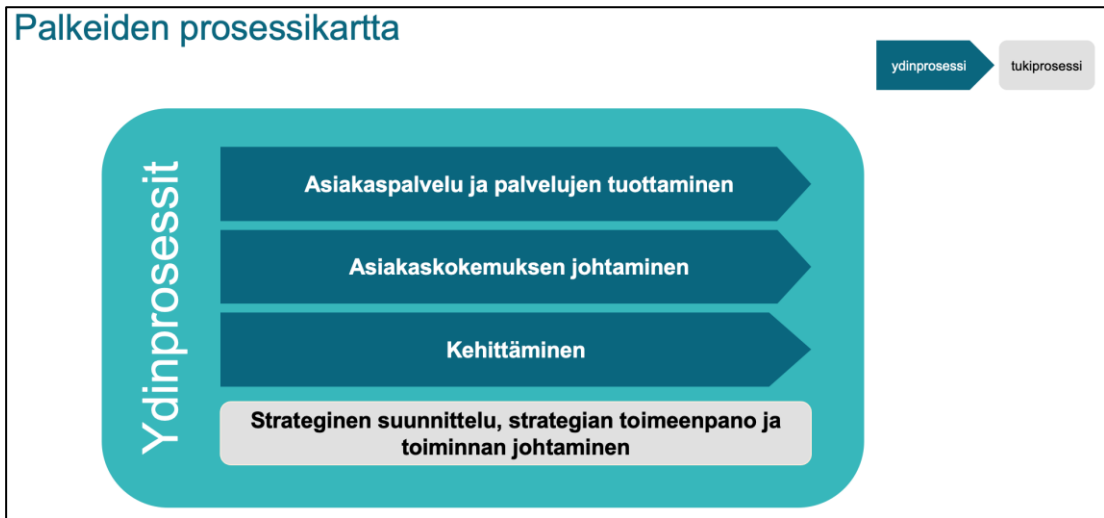 Palkeiden prosessikartta
ydinprosessi
tukiprosessi
Ydinprosessit
Asiakaspalvelu ja palvelujen tuottaminen
Asiakaskokemuksen johtaminen
Kehittäminen
Strateginen suunnittelu, strategian toimeenpano ja
toiminnan johtaminen